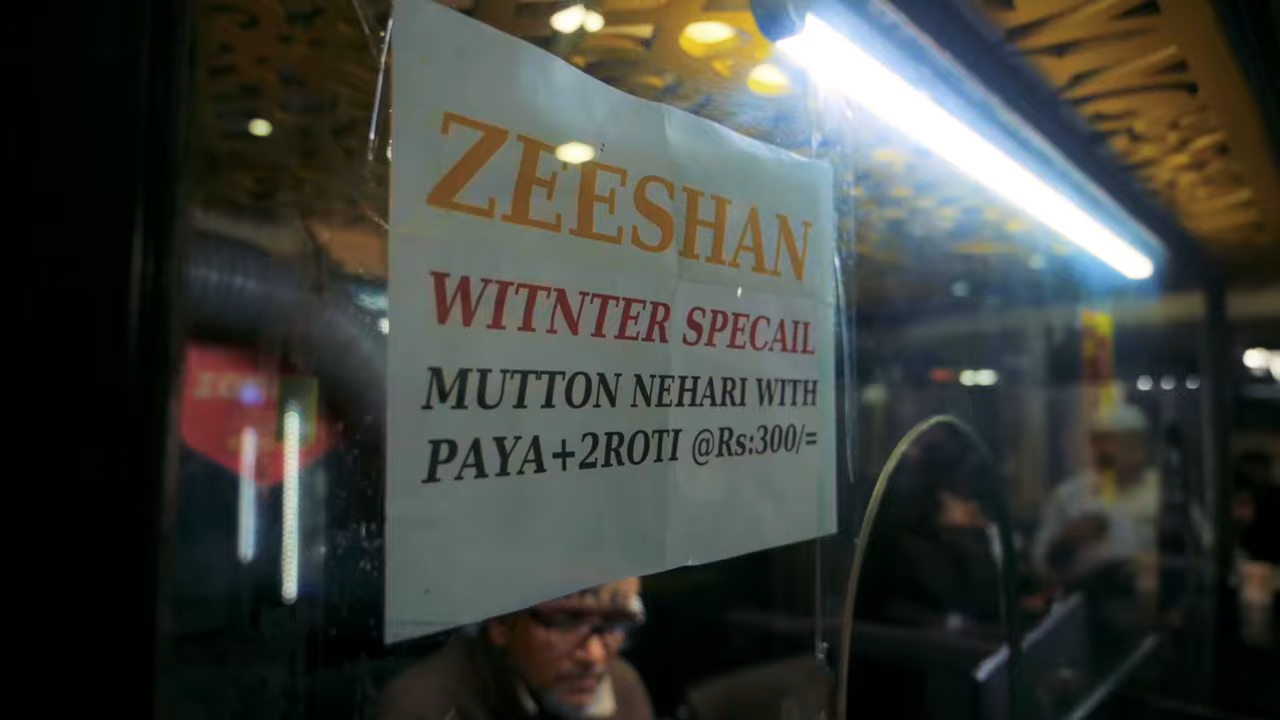 ZEESHAN
WITNTER SPECAIL
MUTTON NEHARI WITH
PAYA+2ROTI @Rs:300/=